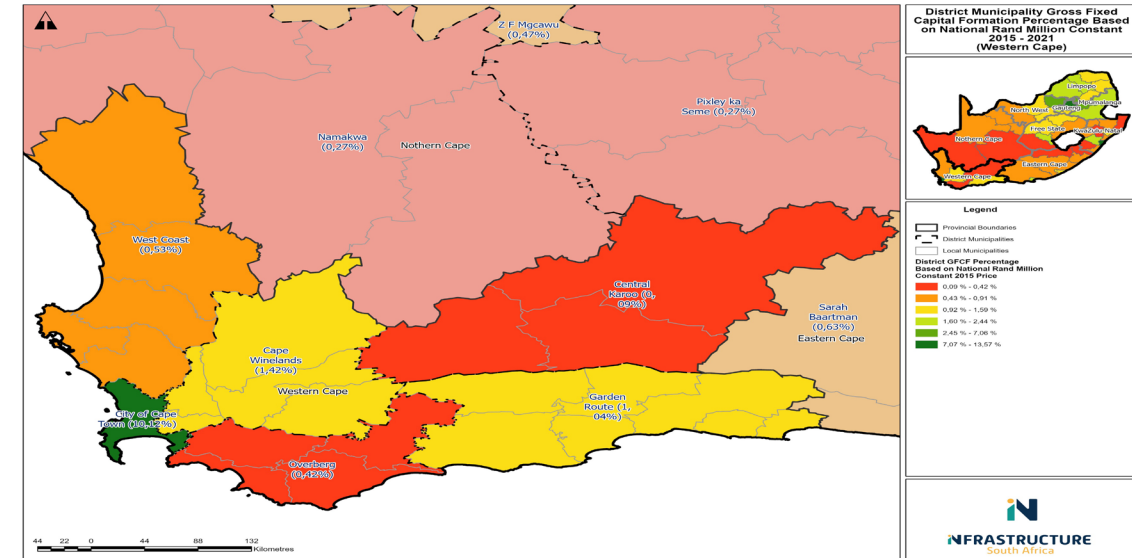 Z F Mgcawu
(0,47%)
Pixley ka
Seme (0,27%)
Namakwa
(0,27%)
Nothern Cape
West Coast
(0,53%)
Central
Karoo (0,
09%)
Sarah
Baartman
(0,63%)
Eastern Cape
Cape
Winelands
(1,42%)
Western Cape
Garden
Route (1,
04%)
City of Cape
Town (10,12%)
Overberg
(0,42%)
44 22 0 44 88 132
Kilometres
District Municipality Gross Fixed
Capital Formation Percentage Based
on National Rand Million Constant
2015 - 2021
(Western Cape)
Limpopo
North West
Gauteng
Mpumalanga
Free State
KwaZulu-Natal
Nothern Cape
Eastern Cape
Western Cape
Legend
Provincial Boundaries
District Municipalities
Local Municipalities
District GFCF Percentage
Based on National Rand Million
Constant 2015 Price
0,09 % - 0,42 %
0,43 % - 0,91 %
0,92 % - 1,59 %
1,60 % - 2,44 %
2,45 % - 7,06 %
7,07 % - 13,57 %
iN
iNFRASTRUCTURE
South Africa